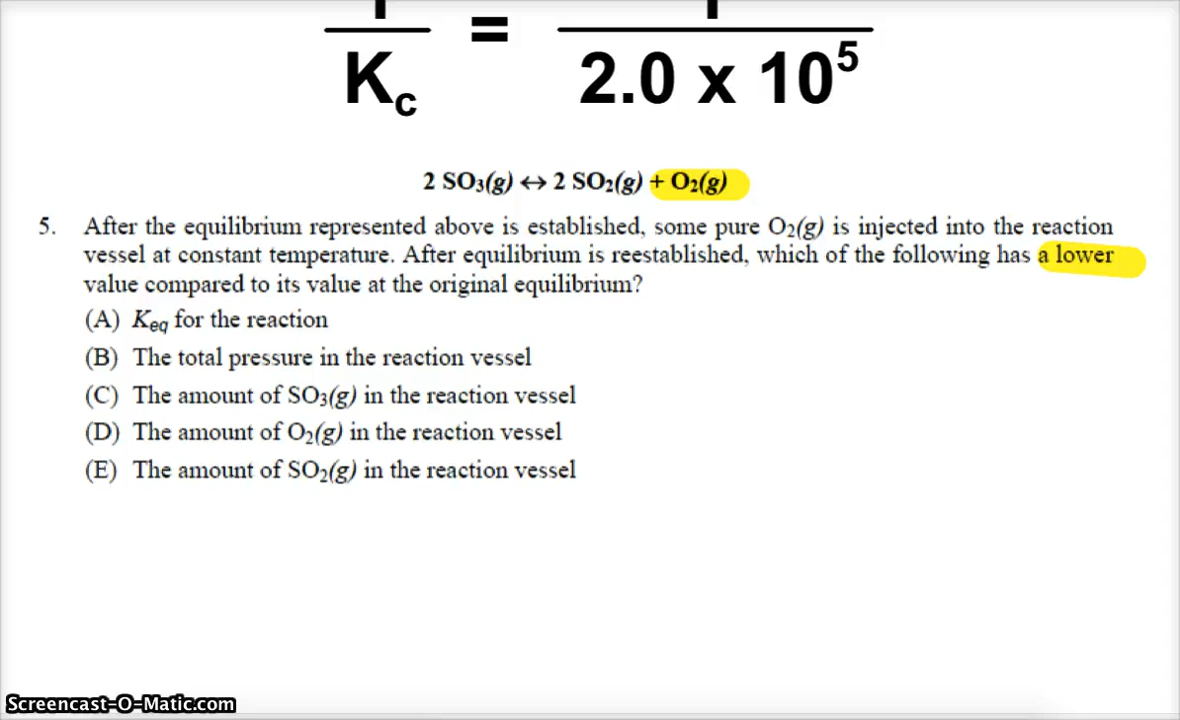 K_c = 2.0 x 10^5
2 SO₃(g) ↔ 2 SO₂(g) + O₂(g)
5. After the equilibrium represented above is established, some pure O₂(g) is injected into the reaction
vessel at constant temperature. After equilibrium is reestablished, which of the following has a lower
value compared to its value at the original equilibrium?
(A) K_eq for the reaction
(B) The total pressure in the reaction vessel
(C) The amount of SO₃(g) in the reaction vessel
(D) The amount of O₂(g) in the reaction vessel
(E) The amount of SO₂(g) in the reaction vessel
Screencast-O-Matic.com